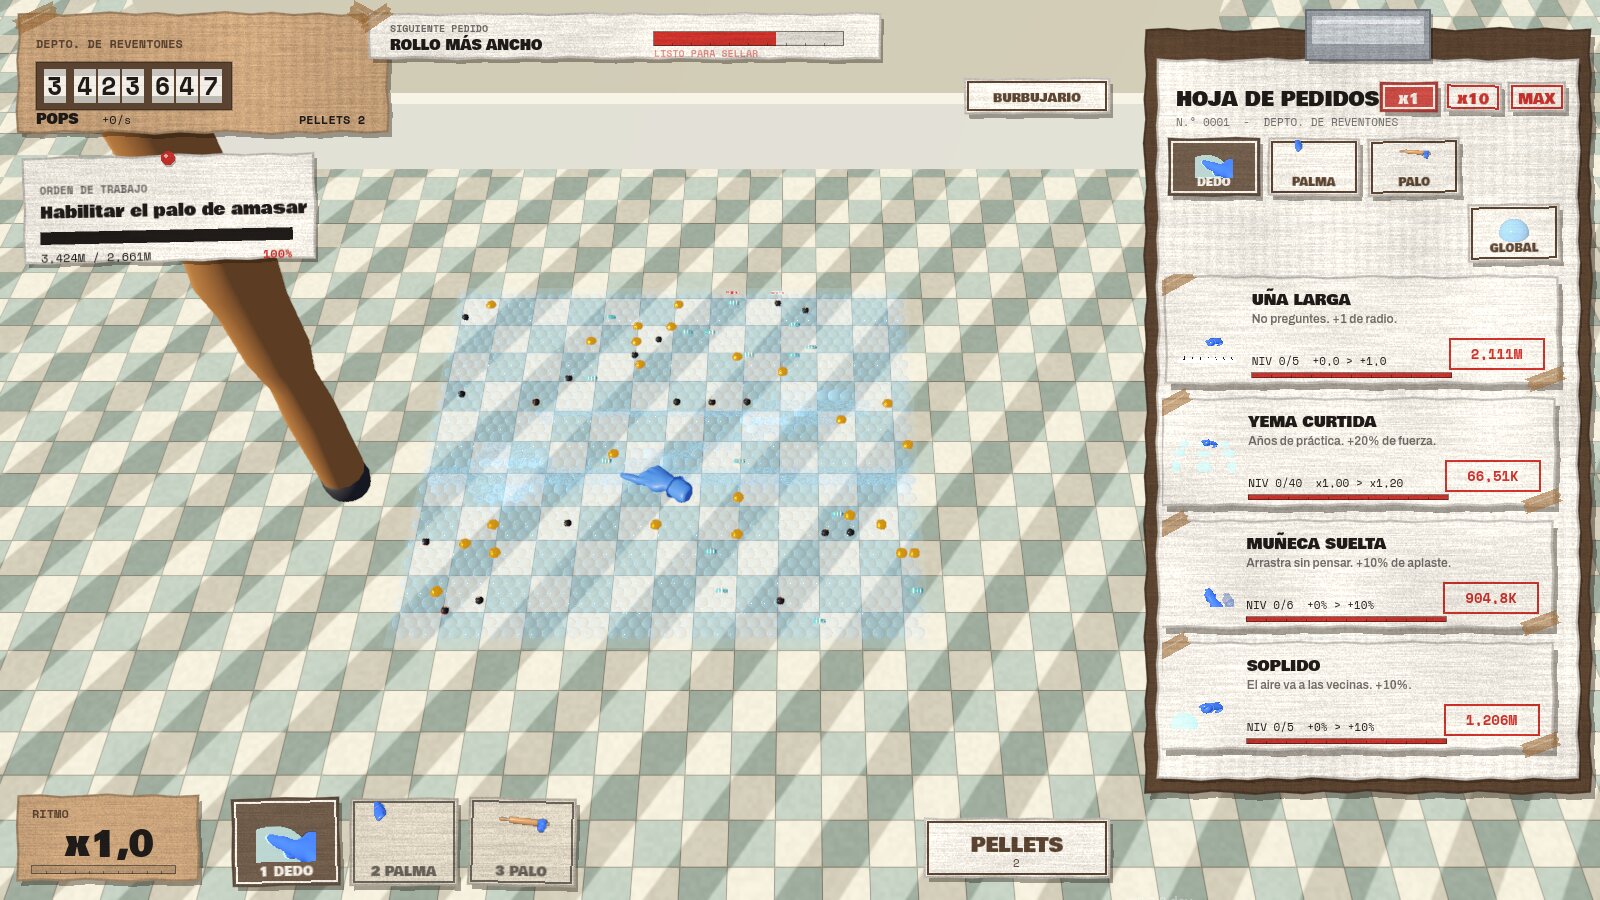 DEPTO. DE REVENTONES
3 423 647
POPS +0/s PELLETS 2
SIGUIENTE PEDIDO
ROLLO MÁS ANCHO
LISTO PARA SELLAR
BURBUJARIO
ORDEN DE TRABAJO
Habilitar el palo de amasar
3,424M / 2,661M 100%
HOJA DE PEDIDOS x1 x10 MAX
N.° 0001 - DEPTO. DE REVENTONES
DEDO PALMA PALO
GLOBAL
UÑA LARGA
No preguntes. +1 de radio.
NIV 0/5 +0,0 > +1,0 2,111M
YEMA CURTIDA
Años de práctica. +20% de fuerza.
NIV 0/40 x1,00 > x1,20 66,51K
MUÑECA SUELTA
Arrastra sin pensar. +10% de aplaste.
NIV 0/6 +0% > +10% 904,8K
SOPLIDO
El aire va a las vecinas. +10%.
NIV 0/5 +0% > +10% 1,206M
RITMO
x1,0
1 DEDO 2 PALMA 3 PALO
PELLETS
2